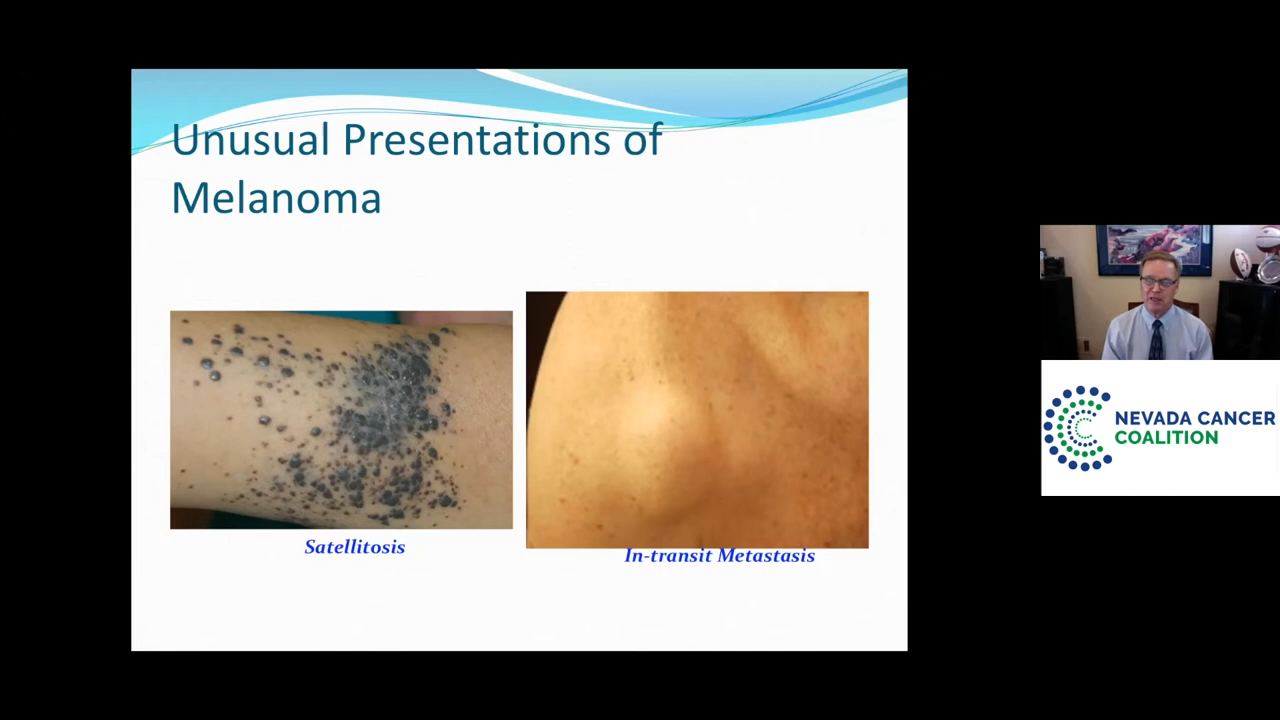 Unusual Presentations of
Melanoma
Satellitosis
In-transit Metastasis
NEVADA CANCER
COALITION